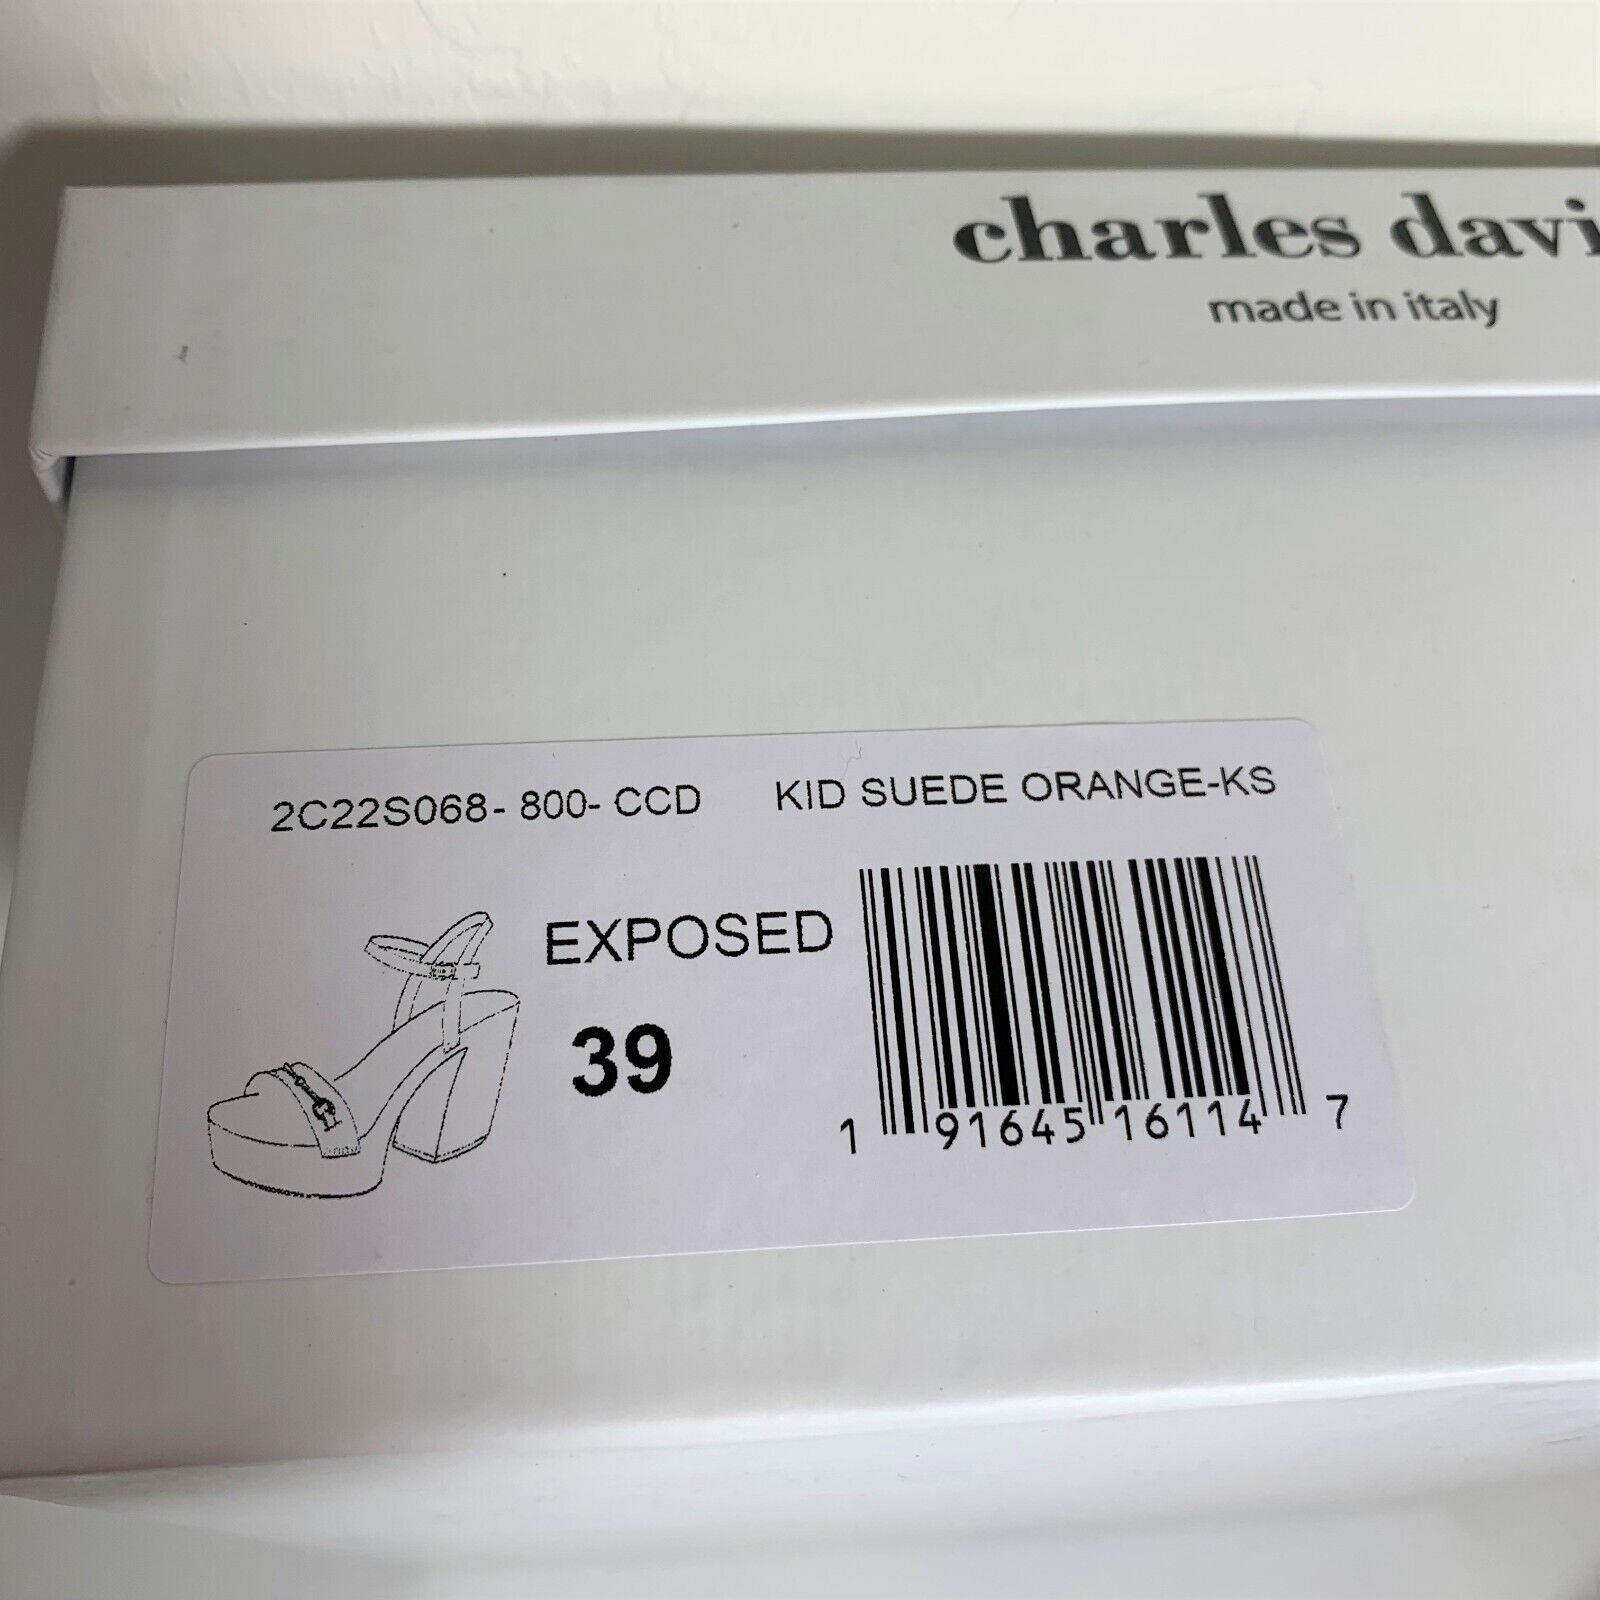 charles davi
made in italy
2C22S068- 800- CCD KID SUEDE ORANGE-KS
EXPOSED
39
1 91645 16114 7